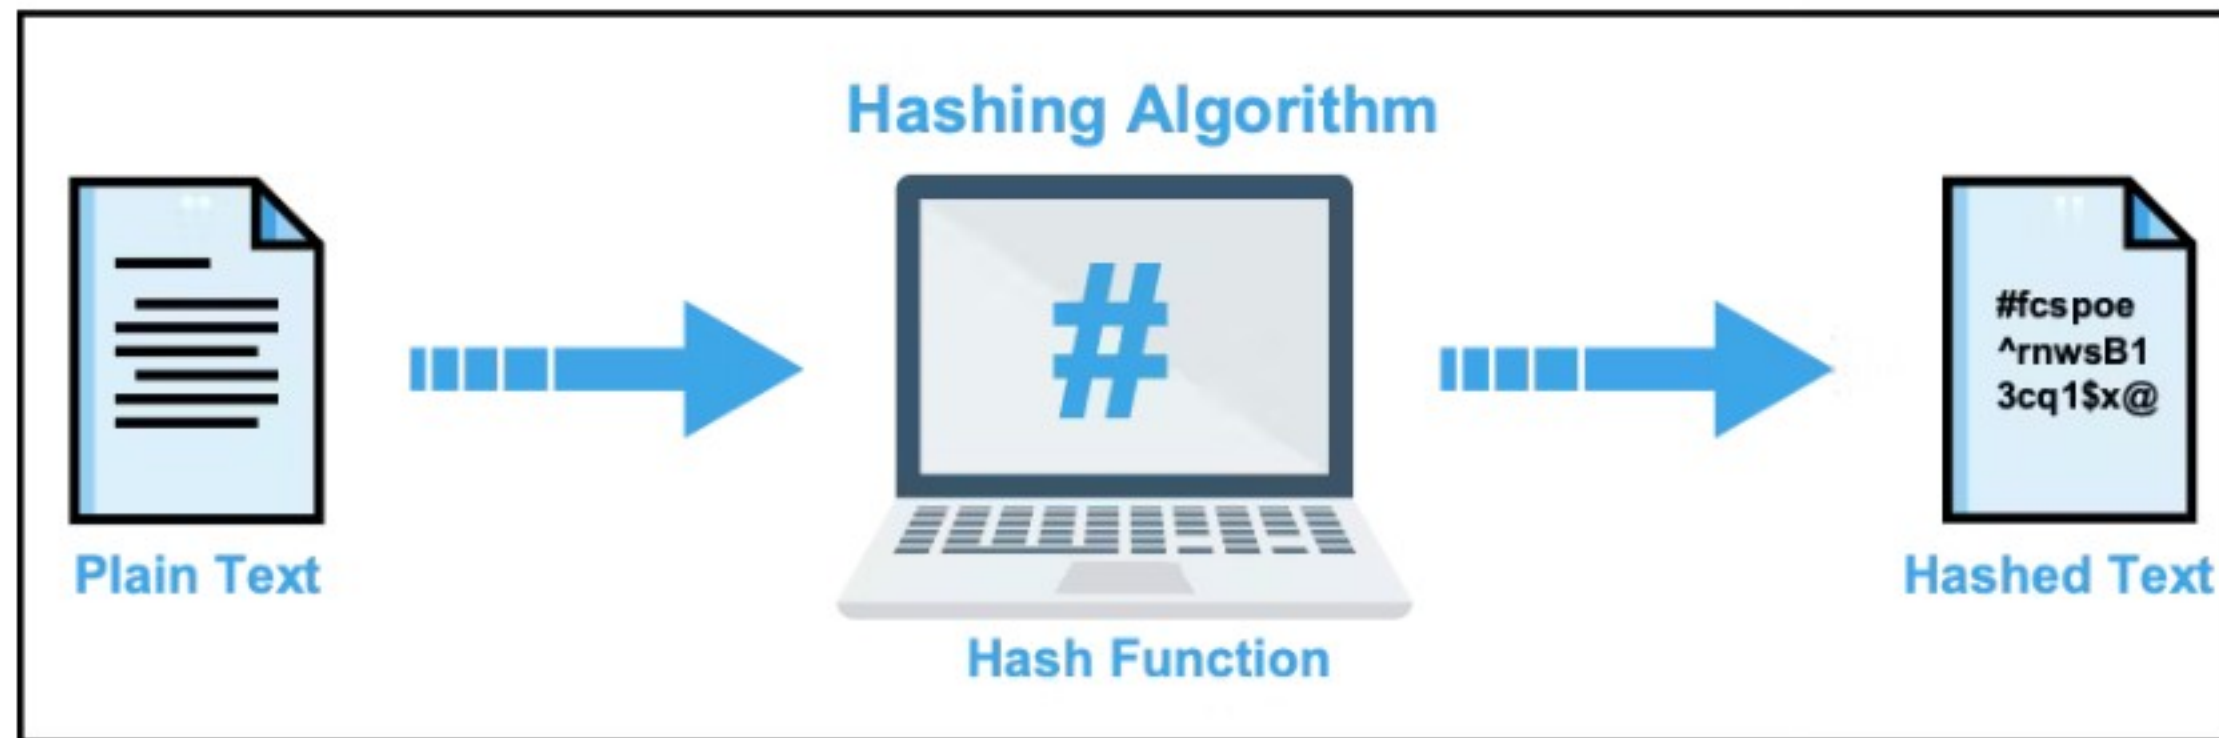 Hashing Algorithm
#
#fcspoe
^rnwsB1
3cq1$x@
Plain Text
Hashed Text
Hash Function